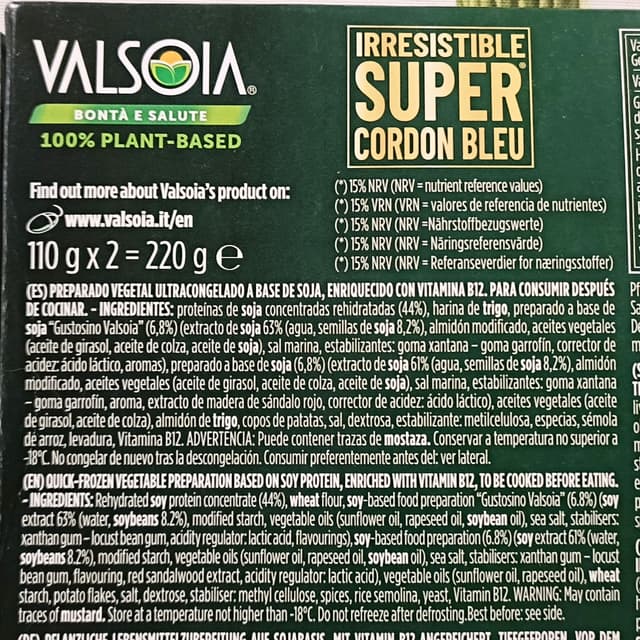 VALSOIA®
BONTÀ E SALUTE
100% PLANT-BASED
IRRESISTIBLE
SUPER
CORDON BLEU
Find out more about Valsoia's product on:
www.valsoia.it/en
110 g x 2 = 220 g ℮
(*) 15% NRV (NRV = nutrient reference values)
(*) 15% VRN (VRN = valores de referencia de nutrientes)
(*) 15% NRV (NRV =Nährstoffbezugswerte)
(*) 15% NRV (NRV = Näringsreferensvärde)
(*) 15% NRV (NRV = Referanseverdier for næringsstoffer)
(ES) PREPARADO VEGETAL ULTRACONGELADO A BASE DE SOJA, ENRIQUECIDO CON VITAMINA B12. PARA CONSUMIR DESPUÉS
DE COCINAR. – INGREDIENTES: proteínas de soja concentradas rehidratadas (44%), harina de trigo, preparado a base de
soja "Gustosino Valsoia" (6,8%) (extracto de soja 63% (agua, semillas de soja 8,2%), almidón modificado, aceites vegetales
(aceite de girasol, aceite de colza, aceite de soja), sal marina, estabilizantes: goma xantana – goma garrofín, corrector de
acidez: ácido láctico, aromas), preparado a base de soja (6,8%) (extracto de soja 61% (agua, semillas de soja 8,2%), almidón
modificado, aceites vegetales (aceite de girasol, aceite de colza, aceite de soja), sal marina, estabilizantes: goma xantana
– goma garrofín, aroma, extracto de madera de sándalo rojo, corrector de acidez: ácido láctico), aceites vegetales (aceite
de girasol, aceite de colza), almidón de trigo, copos de patatas, sal, dextrosa, estabilizante: metilcelulosa, especias, sémola
de arroz, levadura, Vitamina B12. ADVERTENCIA: Puede contener trazas de mostaza. Conservar a temperatura no superior a
-18°C. No congelar de nuevo tras la descongelación. Consumir preferentemente antes del: ver lateral.
(EN) QUICK-FROZEN VEGETABLE PREPARATION BASED ON SOY PROTEIN, ENRICHED WITH VITAMIN B12, TO BE COOKED BEFORE EATING.
– INGREDIENTS: Rehydrated soy protein concentrate (44%), wheat flour, soy-based food preparation "Gustosino Valsoia" (6.8%) (soy
extract 63% (water, soybeans 8.2%), modified starch, vegetable oils (sunflower oil, rapeseed oil, soybean oil), sea salt, stabilisers:
xanthan gum – locust bean gum, acidity regulator: lactic acid, flavourings), soy-based food preparation (6.8%) (soy extract 61% (water,
soybeans 8.2%), modified starch, vegetable oils (sunflower oil, rapeseed oil, soybean oil), sea salt, stabilisers: xanthan gum – locust
bean gum, flavouring, red sandalwood extract, acidity regulator: lactic acid), vegetable oils (sunflower oil, rapeseed oil), wheat
starch, potato flakes, salt, dextrose, stabiliser: methyl cellulose, spices, rice semolina, yeast, Vitamin B12. WARNING: May contain
traces of mustard. Store at a temperature not higher than -18°C. Do not refreeze after defrosting. Best before: see side.
(DE) PFLANZLICHE LEBENSMITTELZUBEREITUNG AUF SOJABASIS, MIT VITAMIN B12 ANGEREICHERT, TIEFGEFROREN. VOR DEM